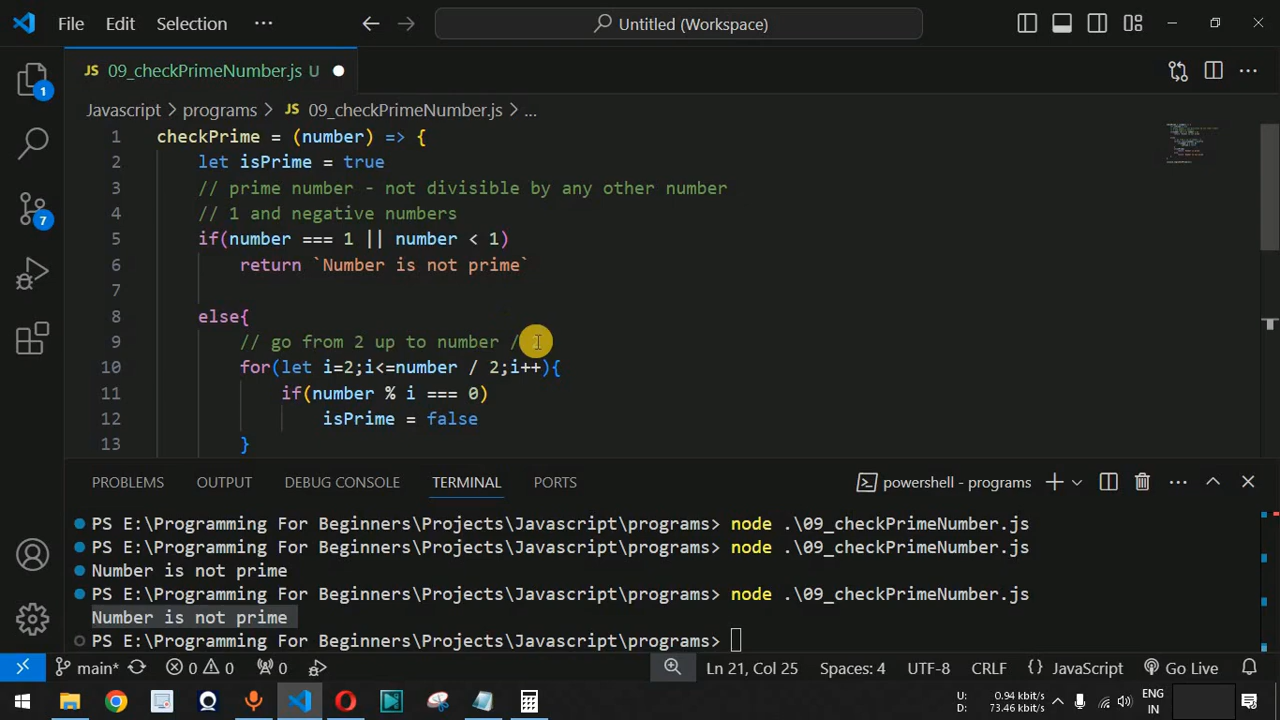 File Edit Selection ··· Untitled (Workspace)
JS 09_checkPrimeNumber.js U
Javascript > programs > JS 09_checkPrimeNumber.js > ...
1 checkPrime = (number) => {
2 let isPrime = true
3 // prime number - not divisible by any other number
4 // 1 and negative numbers
5 if(number === 1 || number < 1)
6 return `Number is not prime`
7
8 else{
9 // go from 2 up to number /
10 for(let i=2;i<=number / 2;i++){
11 if(number % i === 0)
12 isPrime = false
13 }
1
7
PROBLEMS OUTPUT DEBUG CONSOLE TERMINAL PORTS powershell - programs
PS E:\Programming For Beginners\Projects\Javascript\programs> node .\09_checkPrimeNumber.js
PS E:\Programming For Beginners\Projects\Javascript\programs> node .\09_checkPrimeNumber.js
Number is not prime
PS E:\Programming For Beginners\Projects\Javascript\programs> node .\09_checkPrimeNumber.js
Number is not prime
PS E:\Programming For Beginners\Projects\Javascript\programs>
main* 0 0 0 Ln 21, Col 25 Spaces: 4 UTF-8 CRLF {} JavaScript Go Live
U: 0.94 kbit/s
D: 73.46 kbit/s
ENG
IN